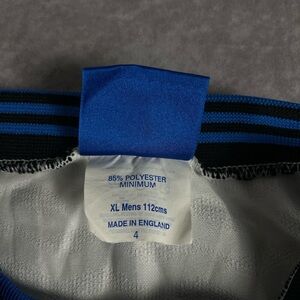 85% POLYESTER
MINIMUM
XL Mens 112cms
MADE IN ENGLAND
4